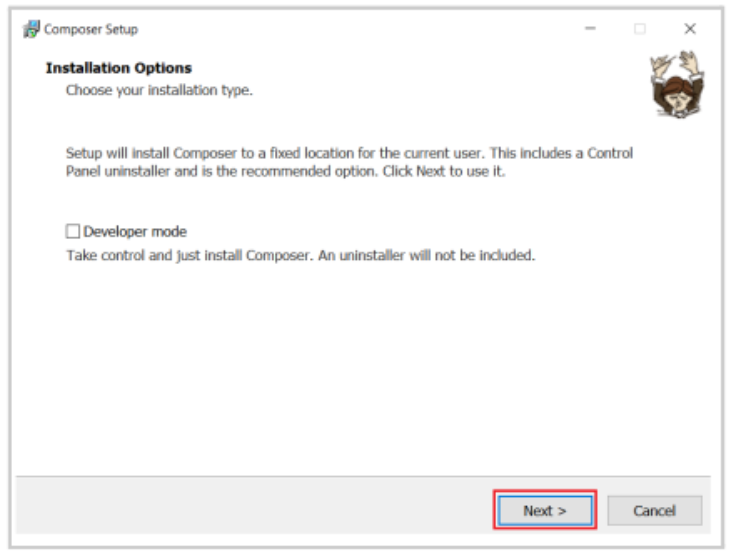 Composer Setup
Installation Options
Choose your installation type.
Setup will install Composer to a fixed location for the current user. This includes a Control
Panel uninstaller and is the recommended option. Click Next to use it.
Developer mode
Take control and just install Composer. An uninstaller will not be included.
Next >
Cancel